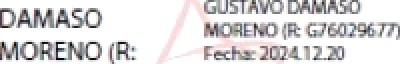 DAMASO
MORENO (R:
GUSTAVO DAMASO
MORENO (R: G76029677)
Fecha: 2024.12.20